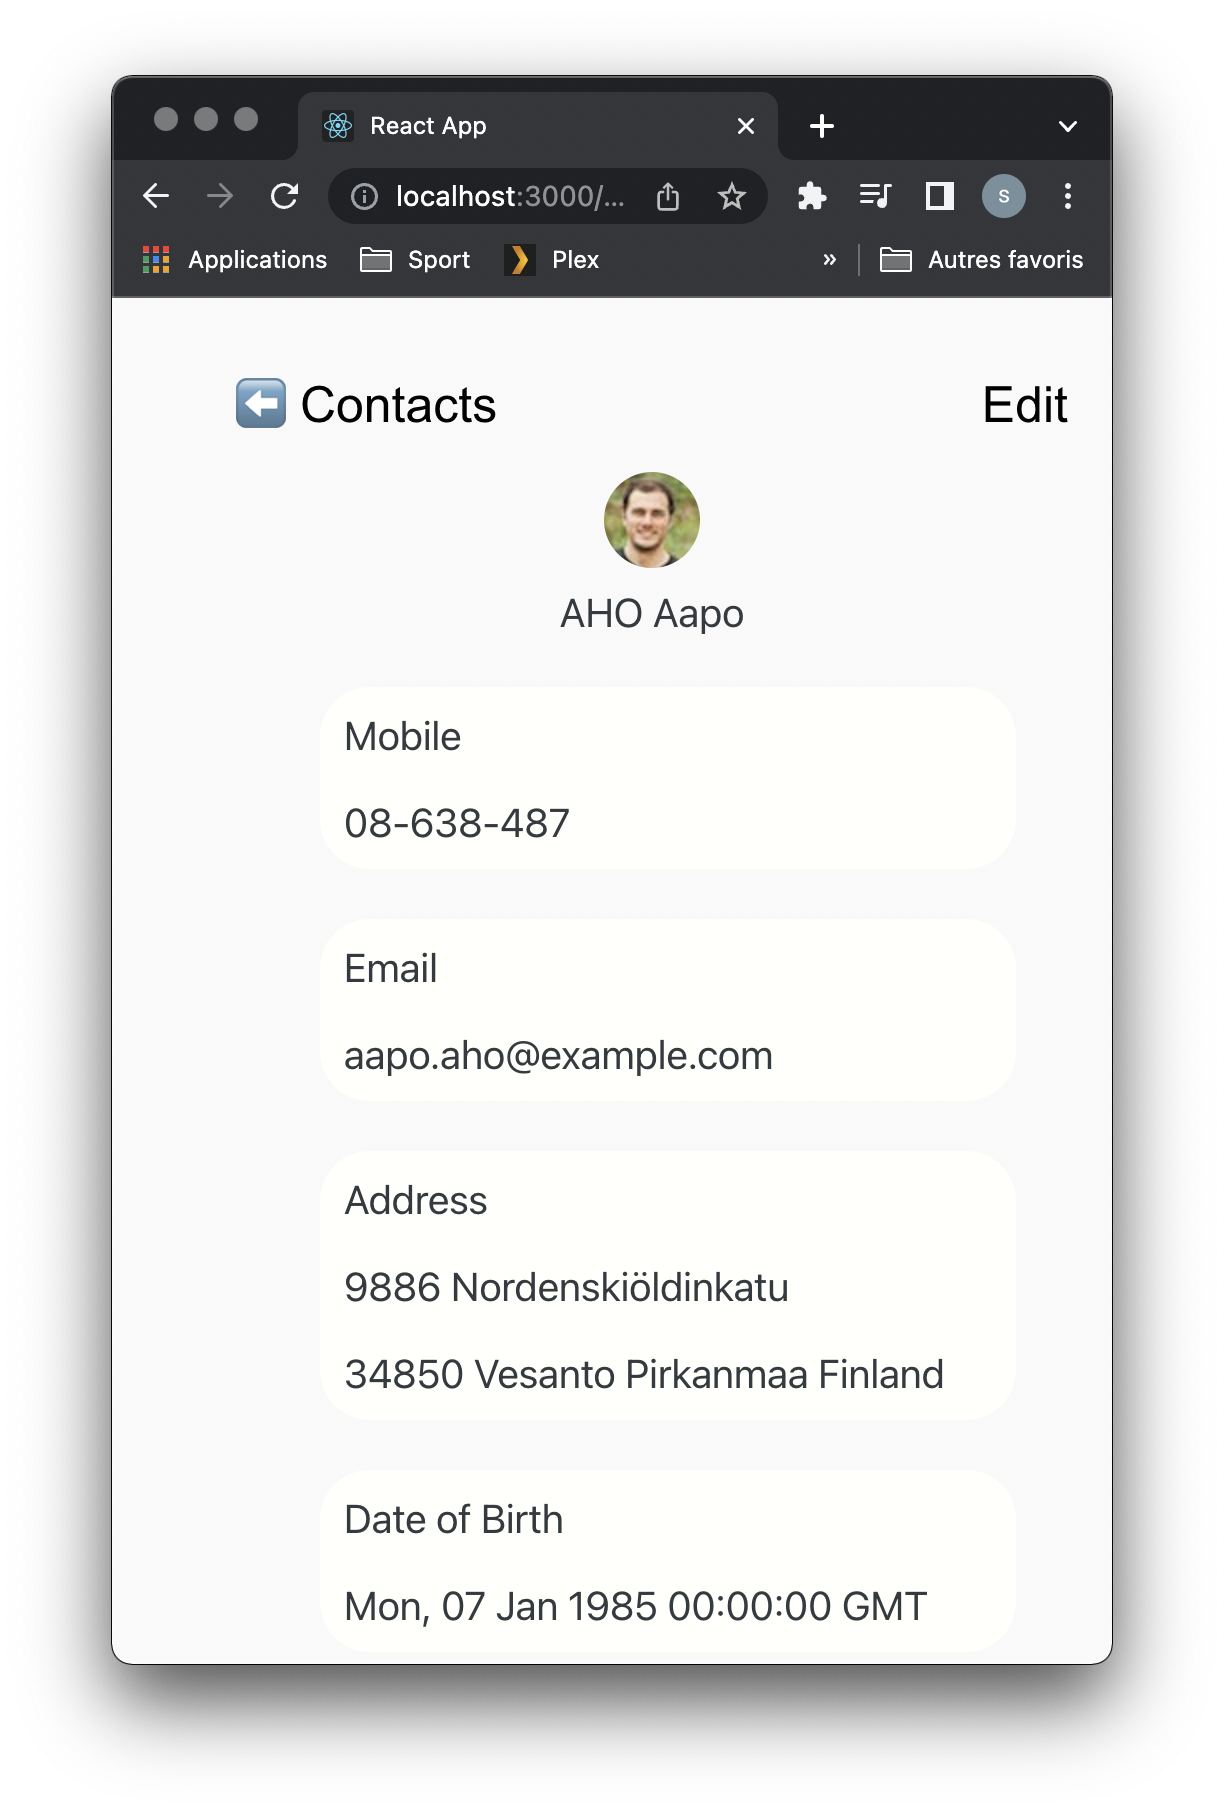 React App
localhost:3000/...
S
Applications Sport Plex » Autres favoris
Contacts Edit
AHO Aapo
Mobile
08-638-487
Email
aapo.aho@example.com
Address
9886 Nordenskiöldinkatu
34850 Vesanto Pirkanmaa Finland
Date of Birth
Mon, 07 Jan 1985 00:00:00 GMT